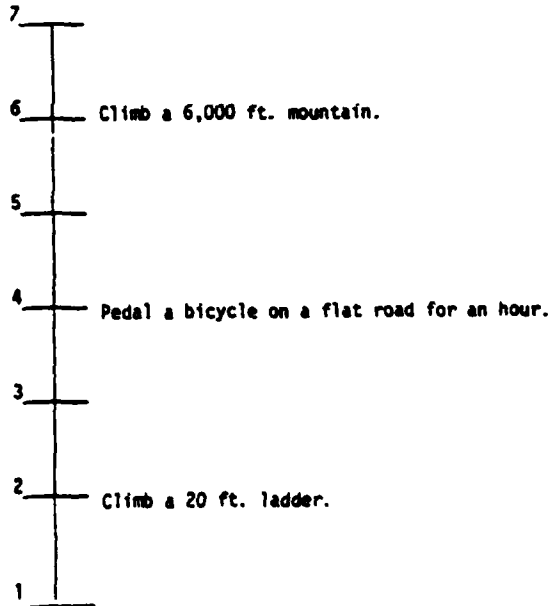 7
6 Climb a 6,000 ft. mountain.
5
4 Pedal a bicycle on a flat road for an hour.
3
2 Climb a 20 ft. ladder.
1